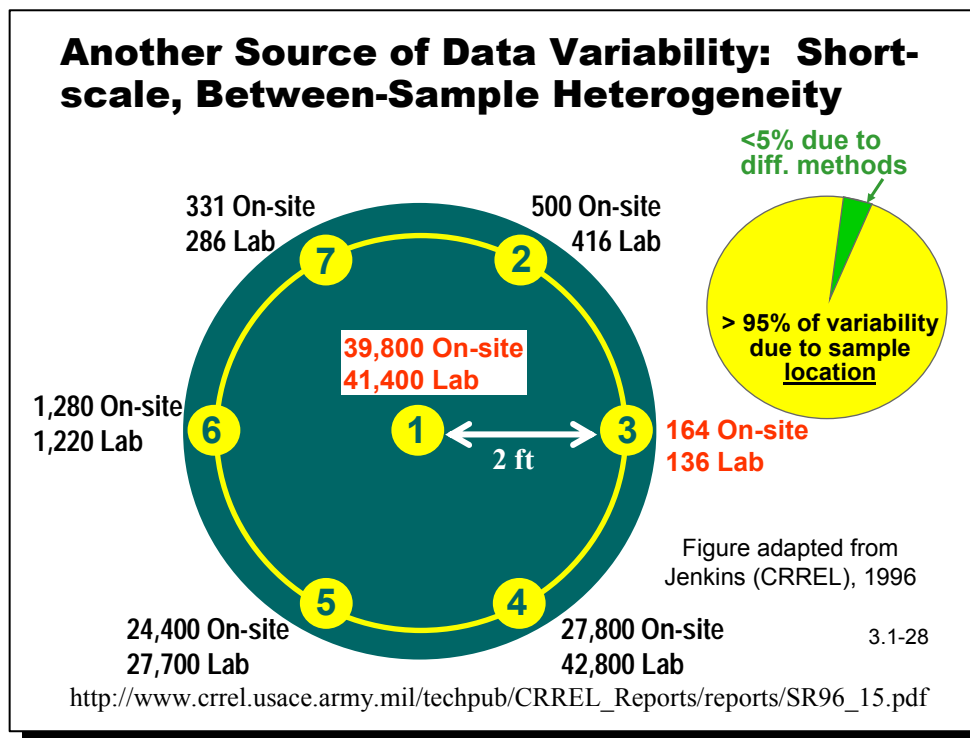 Another Source of Data Variability: Short-
scale, Between-Sample Heterogeneity
<5% due to
diff. methods
331 On-site
286 Lab
500 On-site
416 Lab
7
2
> 95% of variability
due to sample
location
39,800 On-site
41,400 Lab
1,280 On-site
1,220 Lab
6
1
3
2 ft
164 On-site
136 Lab
Figure adapted from
Jenkins (CRREL), 1996
5
4
24,400 On-site
27,700 Lab
27,800 On-site
42,800 Lab
3.1-28
http://www.crrel.usace.army.mil/techpub/CRREL_Reports/reports/SR96_15.pdf